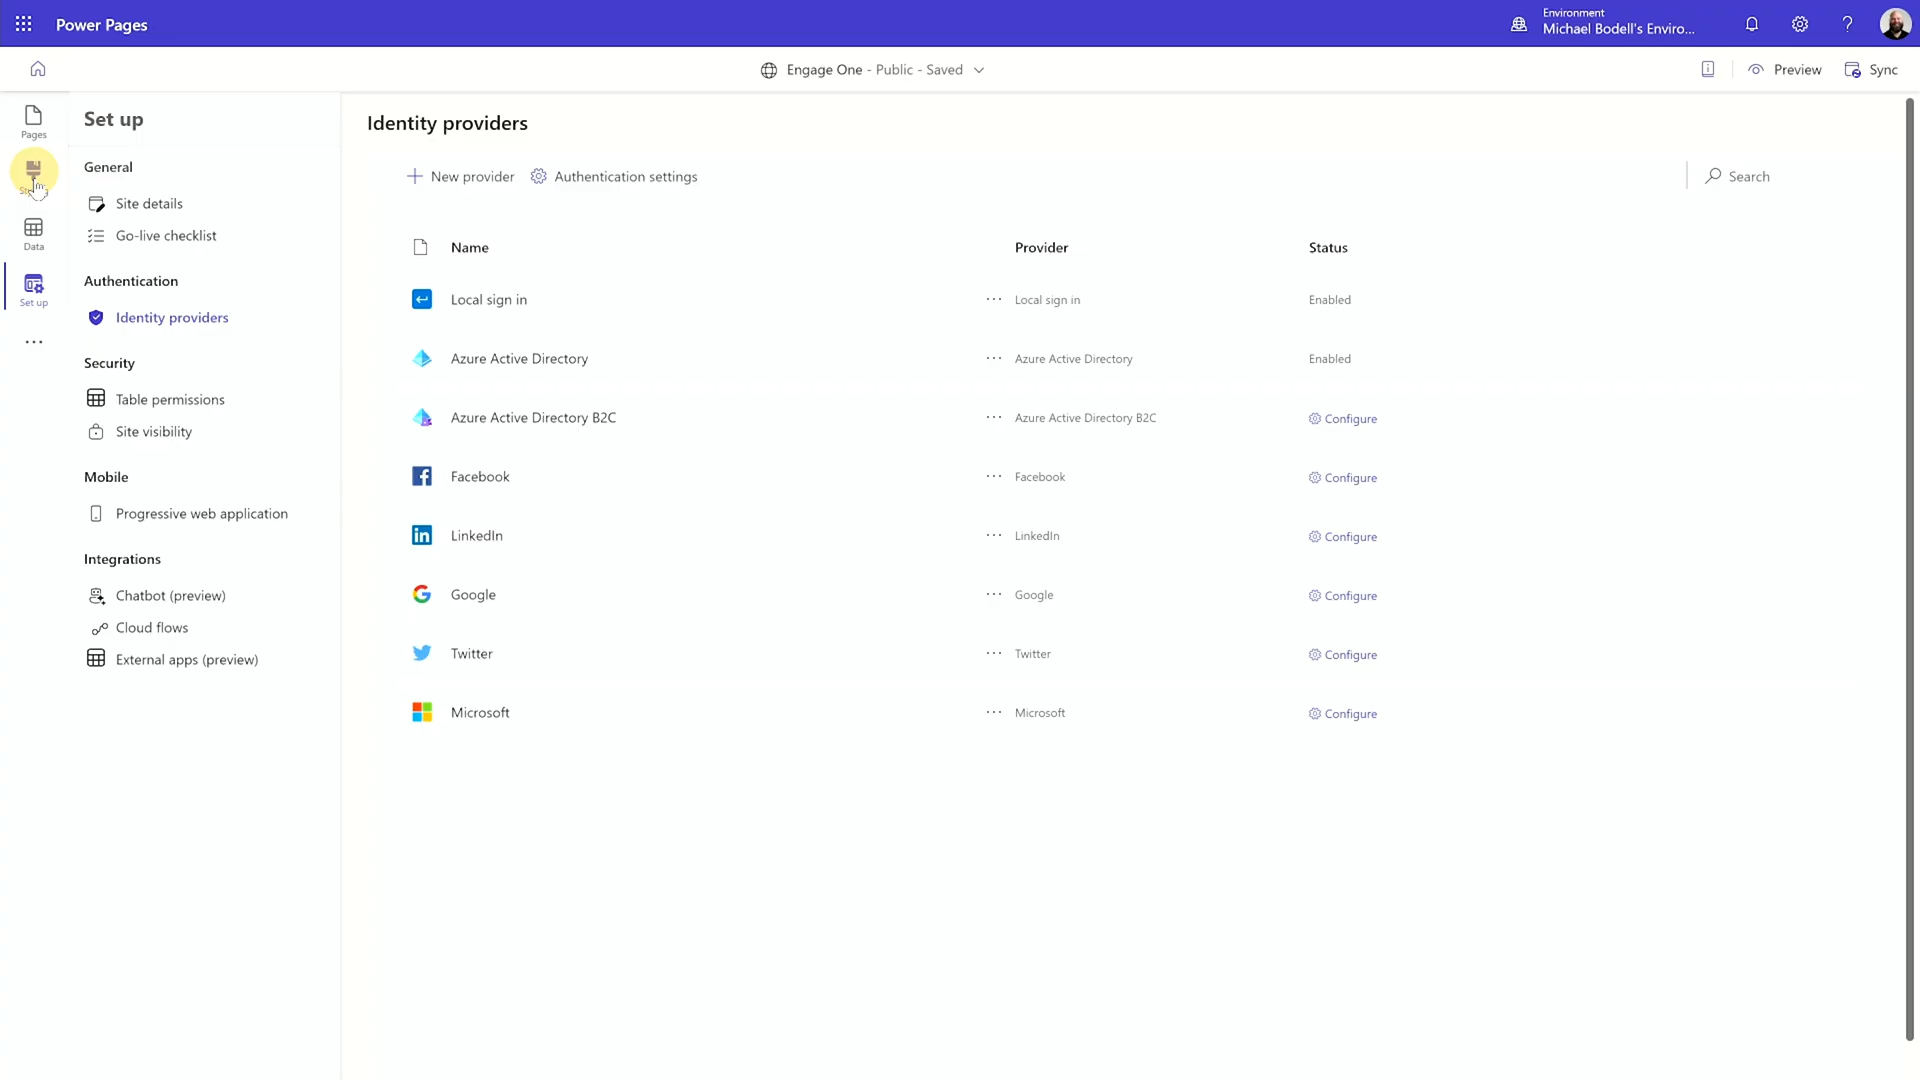 Power Pages
Environment
Michael Bodell's Enviro...
Engage One - Public - Saved
Preview
Sync
Pages
Data
Set up
Set up
General
Site details
Go-live checklist
Authentication
Identity providers
Security
Table permissions
Site visibility
Mobile
Progressive web application
Integrations
Chatbot (preview)
Cloud flows
External apps (preview)
Identity providers
New provider
Authentication settings
Search
Name Provider Status
Local sign in ··· Local sign in Enabled
Azure Active Directory ··· Azure Active Directory Enabled
Azure Active Directory B2C ··· Azure Active Directory B2C Configure
Facebook ··· Facebook Configure
LinkedIn ··· LinkedIn Configure
Google ··· Google Configure
Twitter ··· Twitter Configure
Microsoft ··· Microsoft Configure